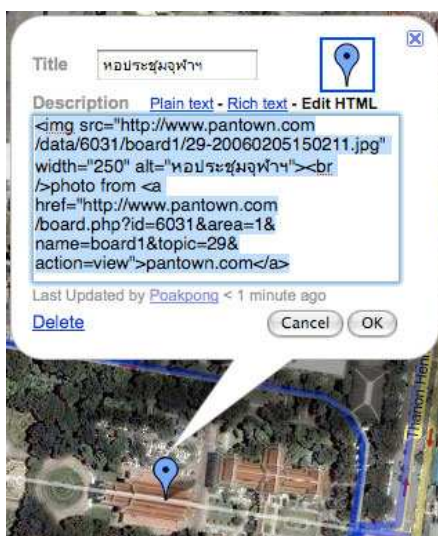 Title
หอประชุมจุฬาฯ
Description Plain text - Rich text - Edit HTML
<img src="http://www.pantown.com
/data/6031/board1/29-20060205150211.jpg"
width="250" alt="หอประชุมจุฬาฯ"><br
/>photo from <a
href="http://www.pantown.com
/board.php?id=6031&area=1&
name=board1&topic=29&
action=view">pantown.com</a>
Last Updated by Poakpong < 1 minute ago
Delete
Cancel
OK
Thanon Henri